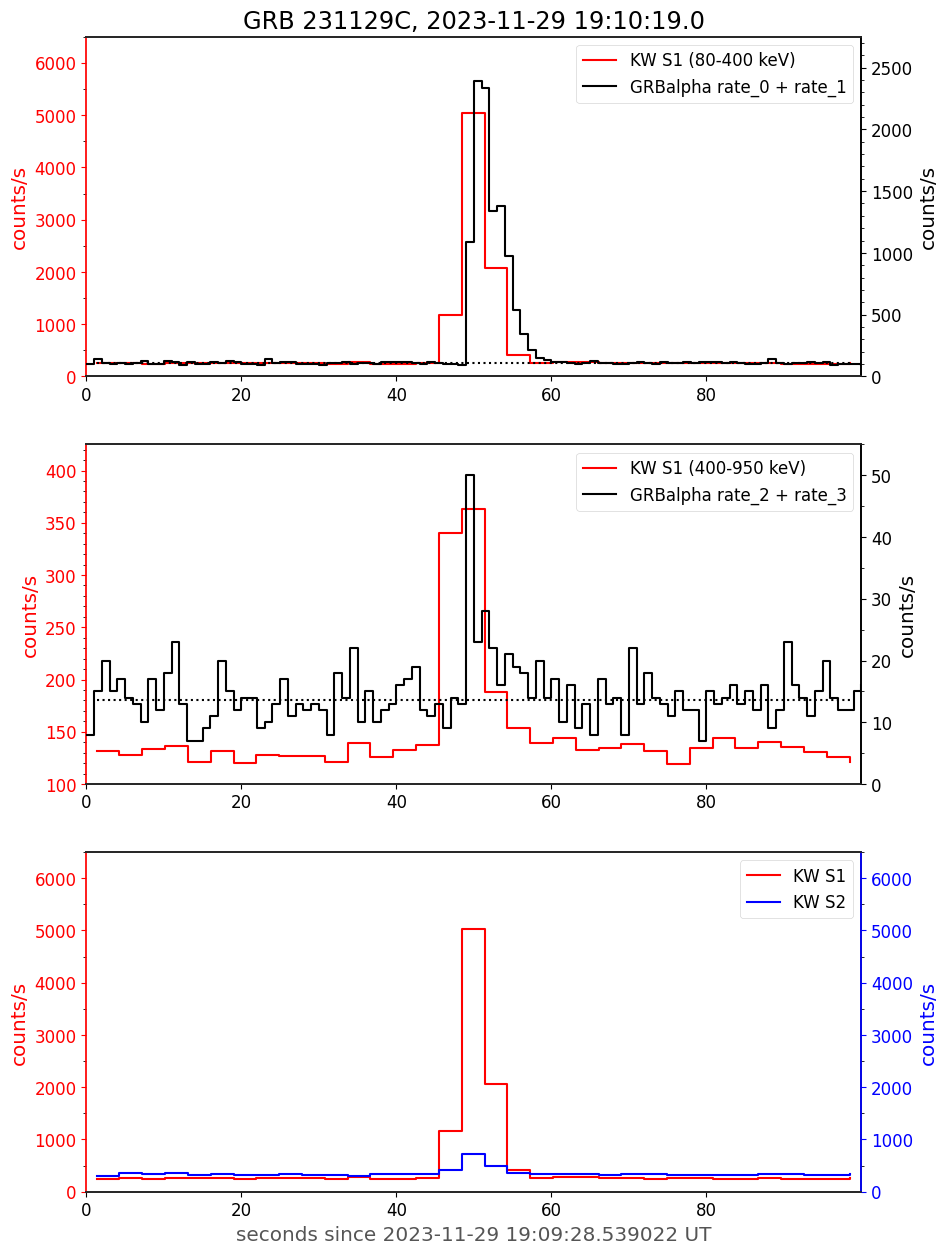 GRB 231129C, 2023-11-29 19:10:19.0
KW S1 (80-400 keV)
GRBalpha rate_0 + rate_1
6000
5000
4000
3000
2000
1000
0
counts/s
2500
2000
1500
1000
500
0
counts/s
0 20 40 60 80
KW S1 (400-950 keV)
GRBalpha rate_2 + rate_3
400
350
300
250
200
150
100
counts/s
50
40
30
20
10
0
counts/s
0 20 40 60 80
KW S1
KW S2
6000
5000
4000
3000
2000
1000
0
counts/s
6000
5000
4000
3000
2000
1000
0
counts/s
0 20 40 60 80
seconds since 2023-11-29 19:09:28.539022 UT